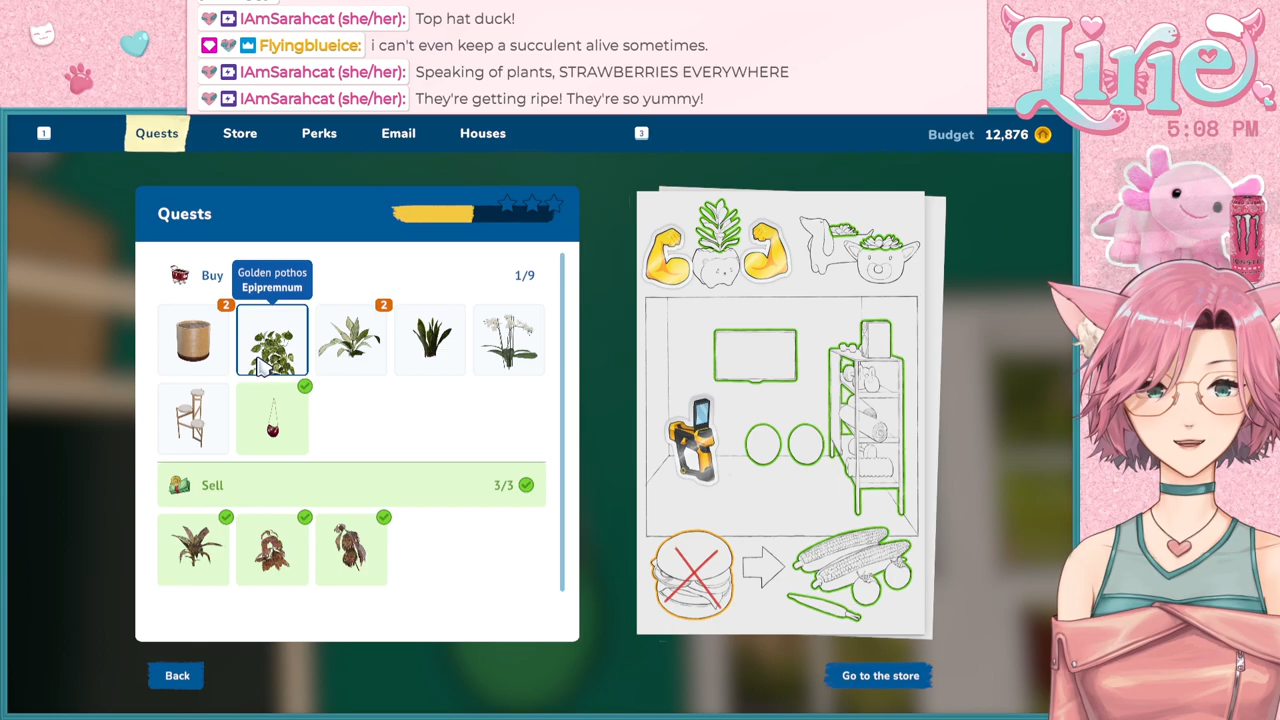 IAmSarahcat (she/her): Top hat duck!
Flyingblueice: i can't even keep a succulent alive sometimes.
IAmSarahcat (she/her): Speaking of plants, STRAWBERRIES EVERYWHERE
IAmSarahcat (she/her): They're getting ripe! They're so yummy!
Lirie
5:08 PM
1 Quests Store Perks Email Houses 3 Budget 12,876
Quests
Buy 1/9
Golden pothos
Epipremnum
2 2
Sell 3/3
Back
Go to the store